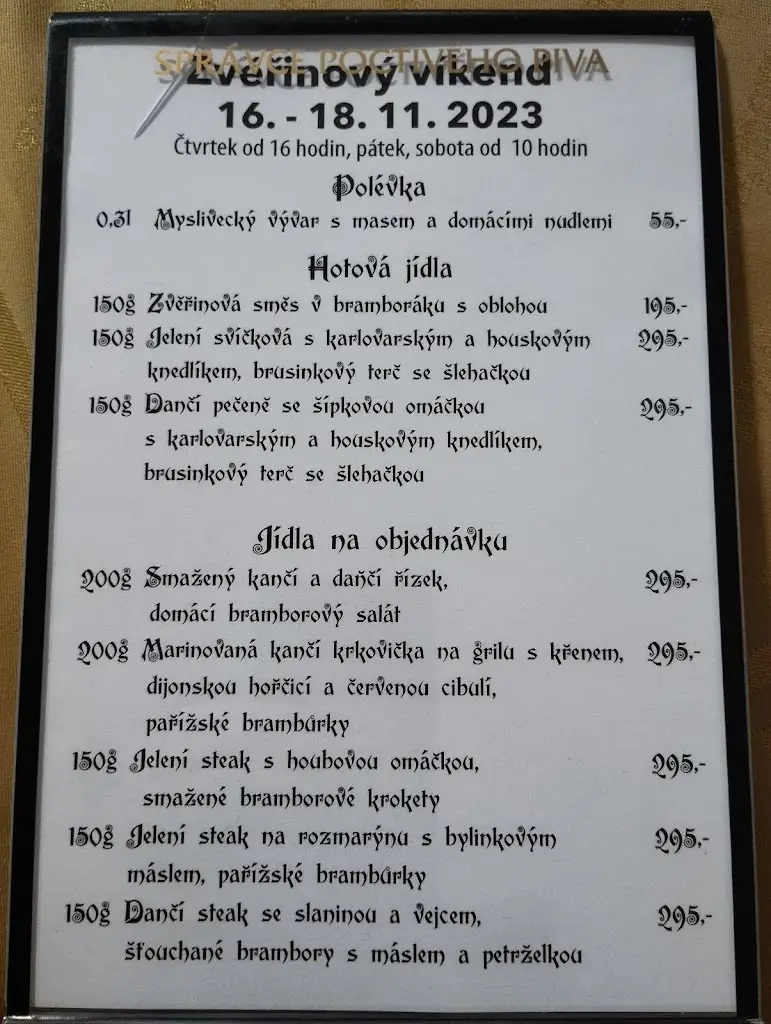 SPRÁVCE POCTIVÉHO PIVA
Zvěřinový víkend
16. - 18. 11. 2023
Čtvrtek od 16 hodin, pátek, sobota od 10 hodin
Polévka
0,3l Myslivecký vývar s masem a domácími nudlemi 55,-
Hotová jídla
150g Zvěřinová směs v bramboráku s oblohou 195,-
150g Jelení svíčková s karlovarským a houskovým 295,-
knedlíkem, brusinkový terč se šlehačkou
150g Dančí pečeně se šípkovou omáčkou 295,-
s karlovarským a houskovým knedlíkem,
brusinkový terč se šlehačkou
Jídla na objednávku
200g Smažený kančí a daňčí řízek, 295,-
domácí bramborový salát
200g Marinovaná kančí krkovička na grilu s křenem, 295,-
dijonskou hořčicí a červenou cibulí,
pařížské brambůrky
150g Jelení steak s houbovou omáčkou, 295,-
smažené bramborové krokety
150g Jelení steak na rozmarýnu s bylinkovým 295,-
máslem, pařížské brambůrky
150g Dančí steak se slaninou a vejcem, 295,-
šťouchané brambory s máslem a petrželkou